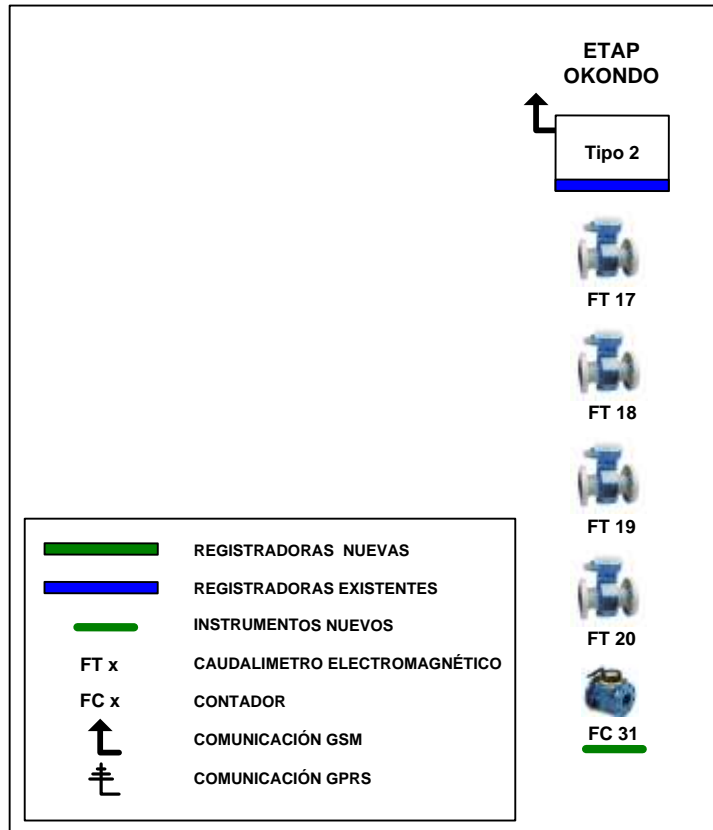 ETAP
OKONDO
Tipo 2
FT 17
FT 18
FT 19
FT 20
FC 31
REGISTRADORAS NUEVAS
REGISTRADORAS EXISTENTES
INSTRUMENTOS NUEVOS
FT x CAUDALIMETRO ELECTROMAGNÉTICO
FC x CONTADOR
COMUNICACIÓN GSM
COMUNICACIÓN GPRS